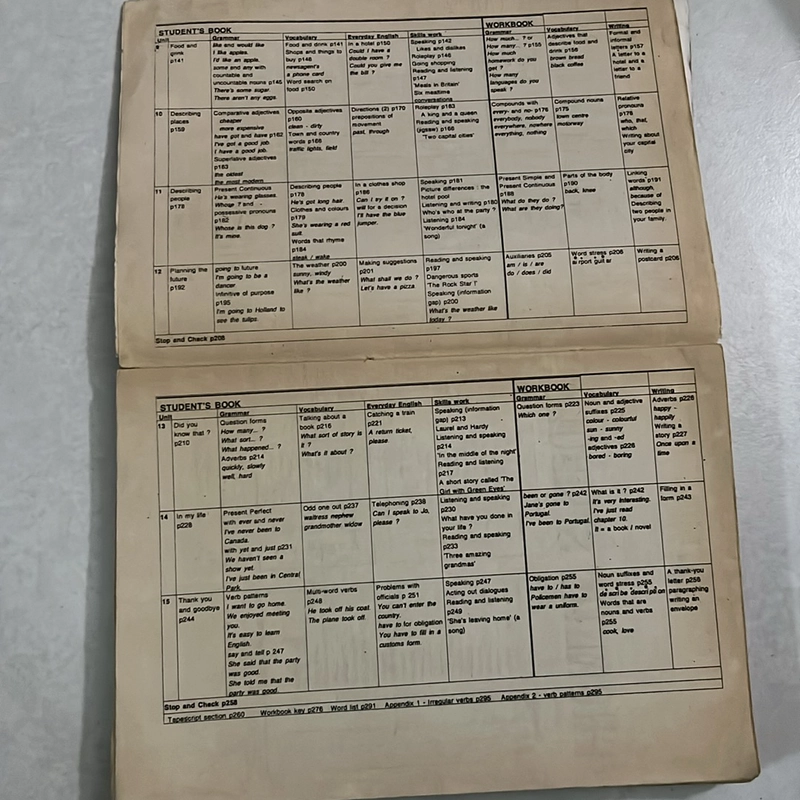 STUDENT'S BOOK
WORKBOOK
Unit
Grammar
Vocabulary
Everyday English
Skills work
Grammar
Vocabulary
Writing
9
Food and
drink
p141
like and would like
I like apples.
I'd like an apple.
some and any with
countable and
uncountable nouns p145
There's some sugar.
There aren't any eggs.
Food and drink p141
Shops and things to
buy p148
newsagent's
a phone card
Word search on
food p150
In a hotel p150
Could I have a
double room ?
Could you give me
the bill ?
Speaking p142
Likes and dislikes
Roleplay p146
Going shopping
Reading and listening
p147
'Meals in Britain'
Six mealtime
conversations
How much... ? or
How many... ? p155
How much
homework do you
get ?
How many
languages do you
speak ?
Adjectives that
describe food and
drink p156
brown bread
black coffee
Formal and
informal
letters p157
A letter to a
hotel and a
letter to a
friend
10
Describing
places
p159
Comparative adjectives
cheaper
more expensive
have got and have p162
I've got a good job.
I have a good job.
Superlative adjectives
p163
the oldest
the most modern
Opposite adjectives
p160
clean - dirty
Town and country
words p166
traffic lights, field
Directions (2) p170
prepositions of
movement
past, through
Roleplay p163
A king and a queen
Reading and speaking
(jigsaw) p166
'Two capital cities'
Compounds with
every- and no- p176
everybody, nobody
everywhere, nowhere
everything, nothing
Compound nouns
p175
town centre
motorway
Relative
pronouns
p176
who, that,
which
Writing about
your capital
city
11
Describing
people
p178
Present Continuous
He's wearing glasses.
Whose ? and
possessive pronouns
p182
Whose is this dog ?
It's mine.
Describing people
p178
He's got long hair.
Clothes and colours
p179
She's wearing a red
suit.
Words that rhyme
p184
steak / wake
In a clothes shop
p186
Can I try it on ?
will for a decision
I'll have the blue
jumper.
Speaking p181
Picture differences : the
hotel pool
Listening and writing p180
Who's who at the party ?
Listening p184
'Wonderful tonight' (a
song)
Present Simple and
Present Continuous
p188
What do they do ?
What are they doing?
Parts of the body
p190
back, knee
Linking
words p191
although,
because of
Describing
two people in
your family.
12
Planning the
future
p192
going to future
I'm going to be a
dancer.
Infinitive of purpose
p195
I'm going to Holland to
see the tulips.
The weather p200
sunny, windy
What's the weather
like ?
Making suggestions
p201
What shall we do ?
Let's have a pizza.
Reading and speaking
p197
Dangerous sports
'The Rock Star !'
Speaking (information
gap) p200
What's the weather like
today ?
Auxiliaries p205
am / is / are
do / does / did
Word stress p206
airport guitar
Writing a
postcard p206
Stop and Check p208
STUDENT'S BOOK
WORKBOOK
Unit
Grammar
Vocabulary
Everyday English
Skills work
Grammar
Vocabulary
Writing
13
Did you
know that ?
p210
Question forms
How many... ?
What sort... ?
What happened... ?
Adverbs p214
quickly, slowly
well, hard
Talking about a
book p216
What sort of story is
it ?
What's it about ?
Catching a train
p221
A return ticket,
please.
Speaking (information
gap) p213
Laurel and Hardy
Listening and speaking
p214
'In the middle of the night'
Reading and listening
p217
A short story called 'The
Girl with Green Eyes'
Question forms p223
Which one ?
Noun and adjective
suffixes p225
colour - colourful
sun - sunny
-ing and -ed
adjectives p226
bored - boring
Adverbs p226
happy -
happily
Writing a
story p227
Once upon a
time
14
In my life
p228
Present Perfect
with ever and never
I've never been to
Canada.
with yet and just p231
We haven't seen a
show yet.
I've just been in Central
Park.
Odd one out p237
waitress nephew
grandmother widow
Telephoning p238
Can I speak to Jo,
please ?
Listening and speaking
p230
What have you done in
your life ?
Reading and speaking
p233
'Three amazing
grandmas'
been or gone ? p242
Jane's gone to
Portugal.
I've been to Portugal.
What is it ? p242
It's very interesting.
I've just read
chapter 10.
It = a book / novel
Filling in a
form p243
15
Thank you
and goodbye
p244
Verb patterns
I want to go home.
We enjoyed meeting
you.
It's easy to learn
English.
say and tell p 247
She said that the party
was good.
She told me that the
party was good.
Multi-word verbs
p248
He took off his coat.
The plane took off.
Problems with
officials p 251
You can't enter the
country.
have to for obligation
You have to fill in a
customs form.
Speaking p247
Acting out dialogues
Reading and listening
p249
'She's leaving home' (a
song)
Obligation p255
have to / has to
Policemen have to
wear a uniform.
Noun suffixes and
word stress p255
describe description
Words that are
nouns and verbs
p255
cook, love
A thank-you
letter p258
paragraphing
writing an
envelope
Stop and Check p258
Tapescript section p260 Workbook key p276 Word list p291 Appendix 1 - Irregular verbs p295 Appendix 2 - verb patterns p295